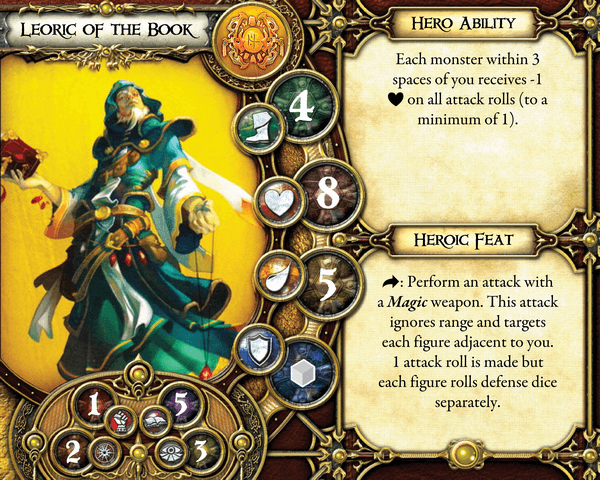 Leoric of the Book
4
8
5
1
5
2
3
Hero Ability
Each monster within 3
spaces of you receives -1
♥ on all attack rolls (to a
minimum of 1).
Heroic Feat
: Perform an attack with
a Magic weapon. This attack
ignores range and targets
each figure adjacent to you.
1 attack roll is made but
each figure rolls defense dice
separately.